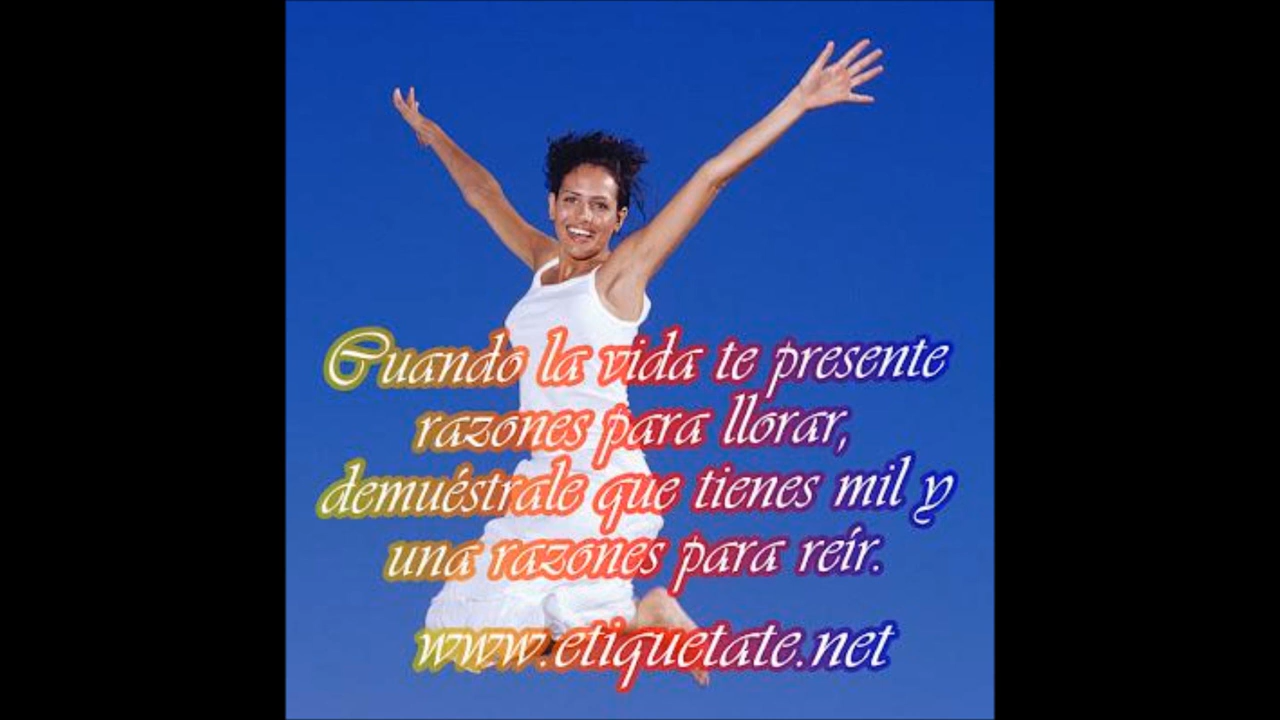 Cuando la vida te presente
razones para llorar,
demuéstrale que tienes mil y
una razones para reír.
www.etiquetate.net